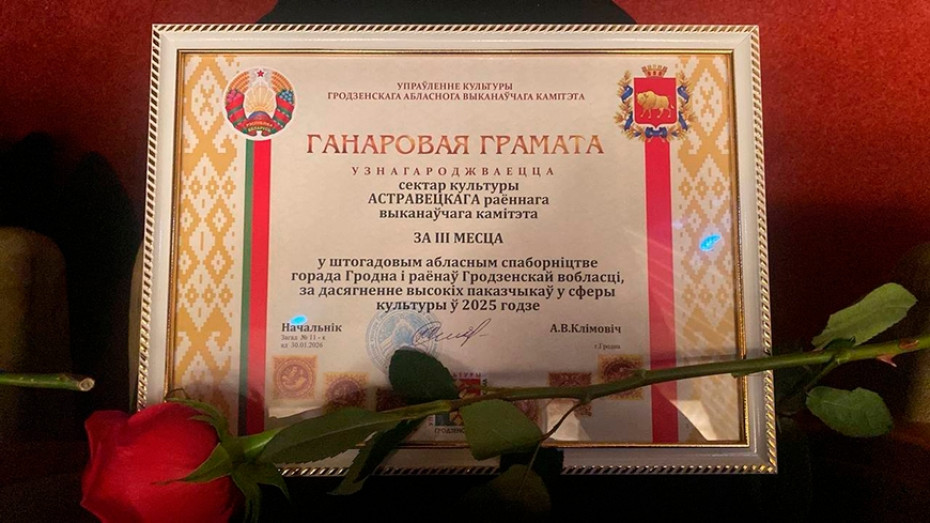 УПРАЎЛЕННЕ КУЛЬТУРЫ
ГРОДЗЕНСКАГА АБЛАСНОГА ВЫКАНАЎЧАГА КАМІТЭТА
ГАНАРОВАЯ ГРАМАТА
УЗНАГАРОДЖВАЕЦЦА
сектар культуры
АСТРАВЕЦКАГА раённага
выканаўчага камітэта
ЗА ІІІ МЕСЦА
у штогадовым абласным спаборніцтве
горада Гродна і раёнаў Гродзенскай вобласці,
за дасягненне высокіх паказчыкаў у сферы
культуры ў 2025 годзе
Начальнік
А.В.Клімовіч
Загад № 11 - к
ад 30.01.2026
г.Гродна